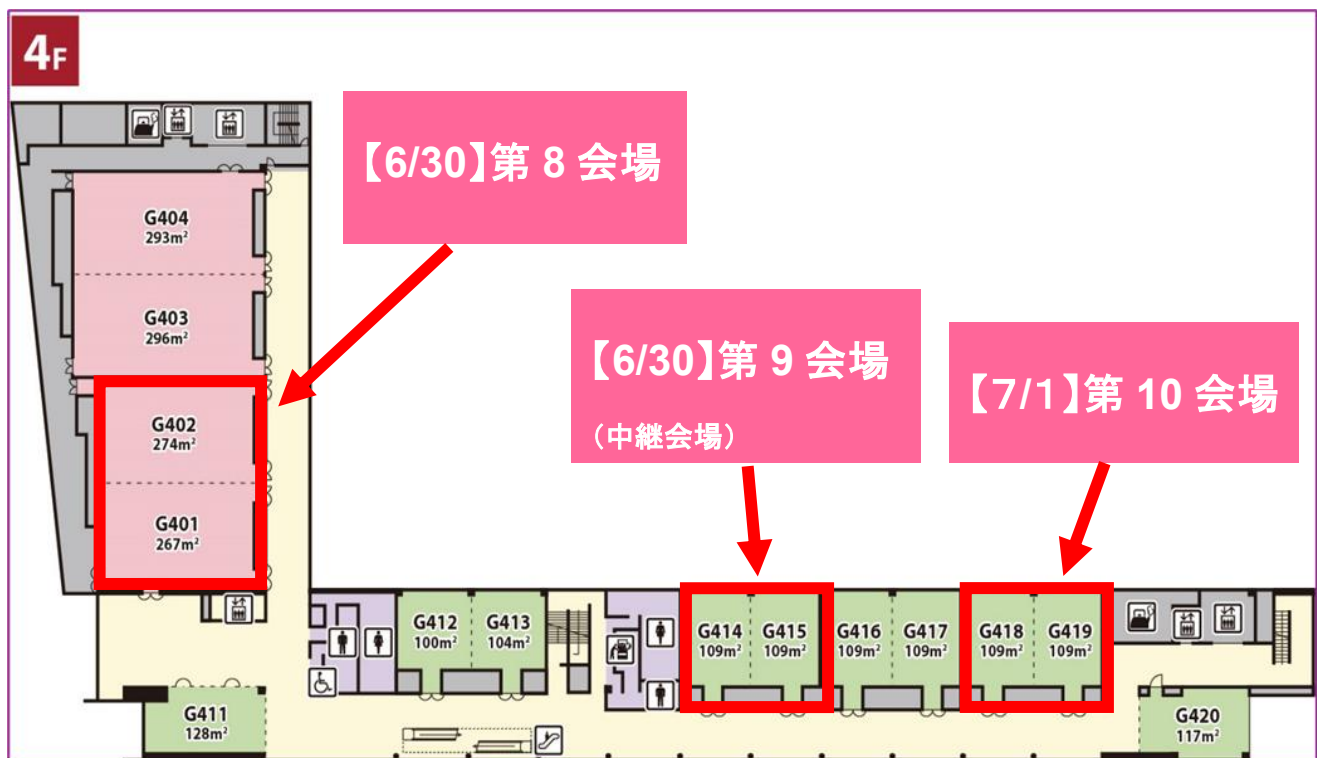 4F
【6/30】第 8 会場
G404
293m²
G403
296m²
【6/30】第 9 会場
（中継会場）
【7/1】第 10 会場
G402
274m²
G401
267m²
G412
100m²
G413
104m²
G414
109m²
G415
109m²
G416
109m²
G417
109m²
G418
109m²
G419
109m²
G411
128m²
G420
117m²